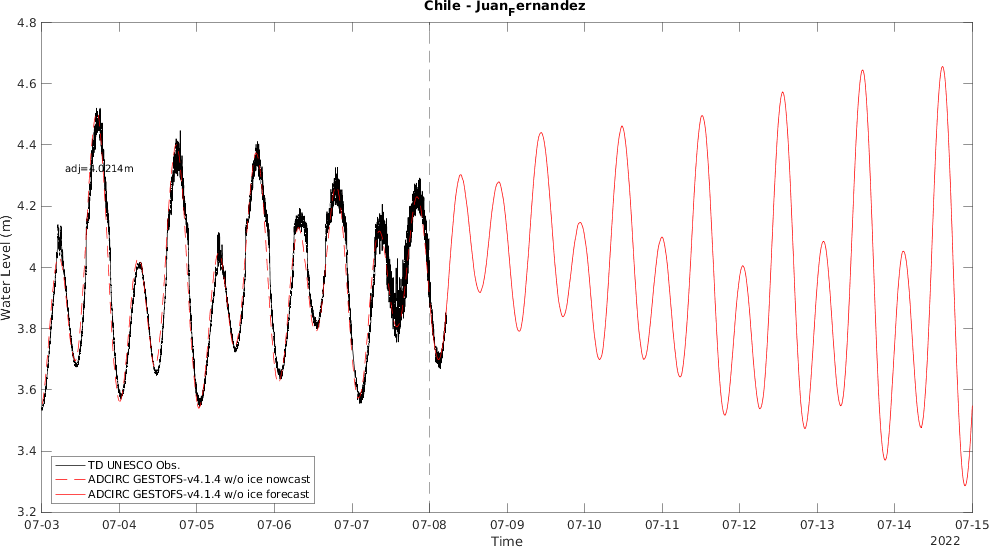 Chile - Juan_Fernandez
4.8
4.6
4.4
4.2
4
3.8
3.6
3.4
3.2
Water Level (m)
adj=4.0214m
TD UNESCO Obs.
ADCIRC GESTOFS-v4.1.4 w/o ice nowcast
ADCIRC GESTOFS-v4.1.4 w/o ice forecast
07-03 07-04 07-05 07-06 07-07 07-08 07-09 07-10 07-11 07-12 07-13 07-14 07-15
Time
2022